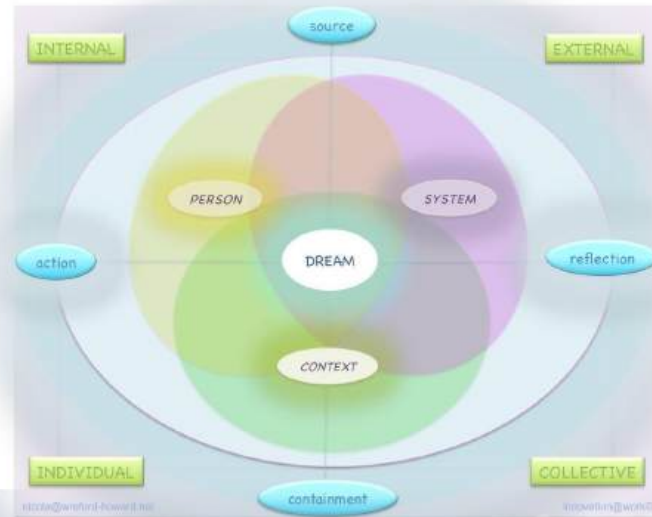 source
INTERNAL
EXTERNAL
PERSON
SYSTEM
action
DREAM
reflection
CONTEXT
INDIVIDUAL
COLLECTIVE
containment